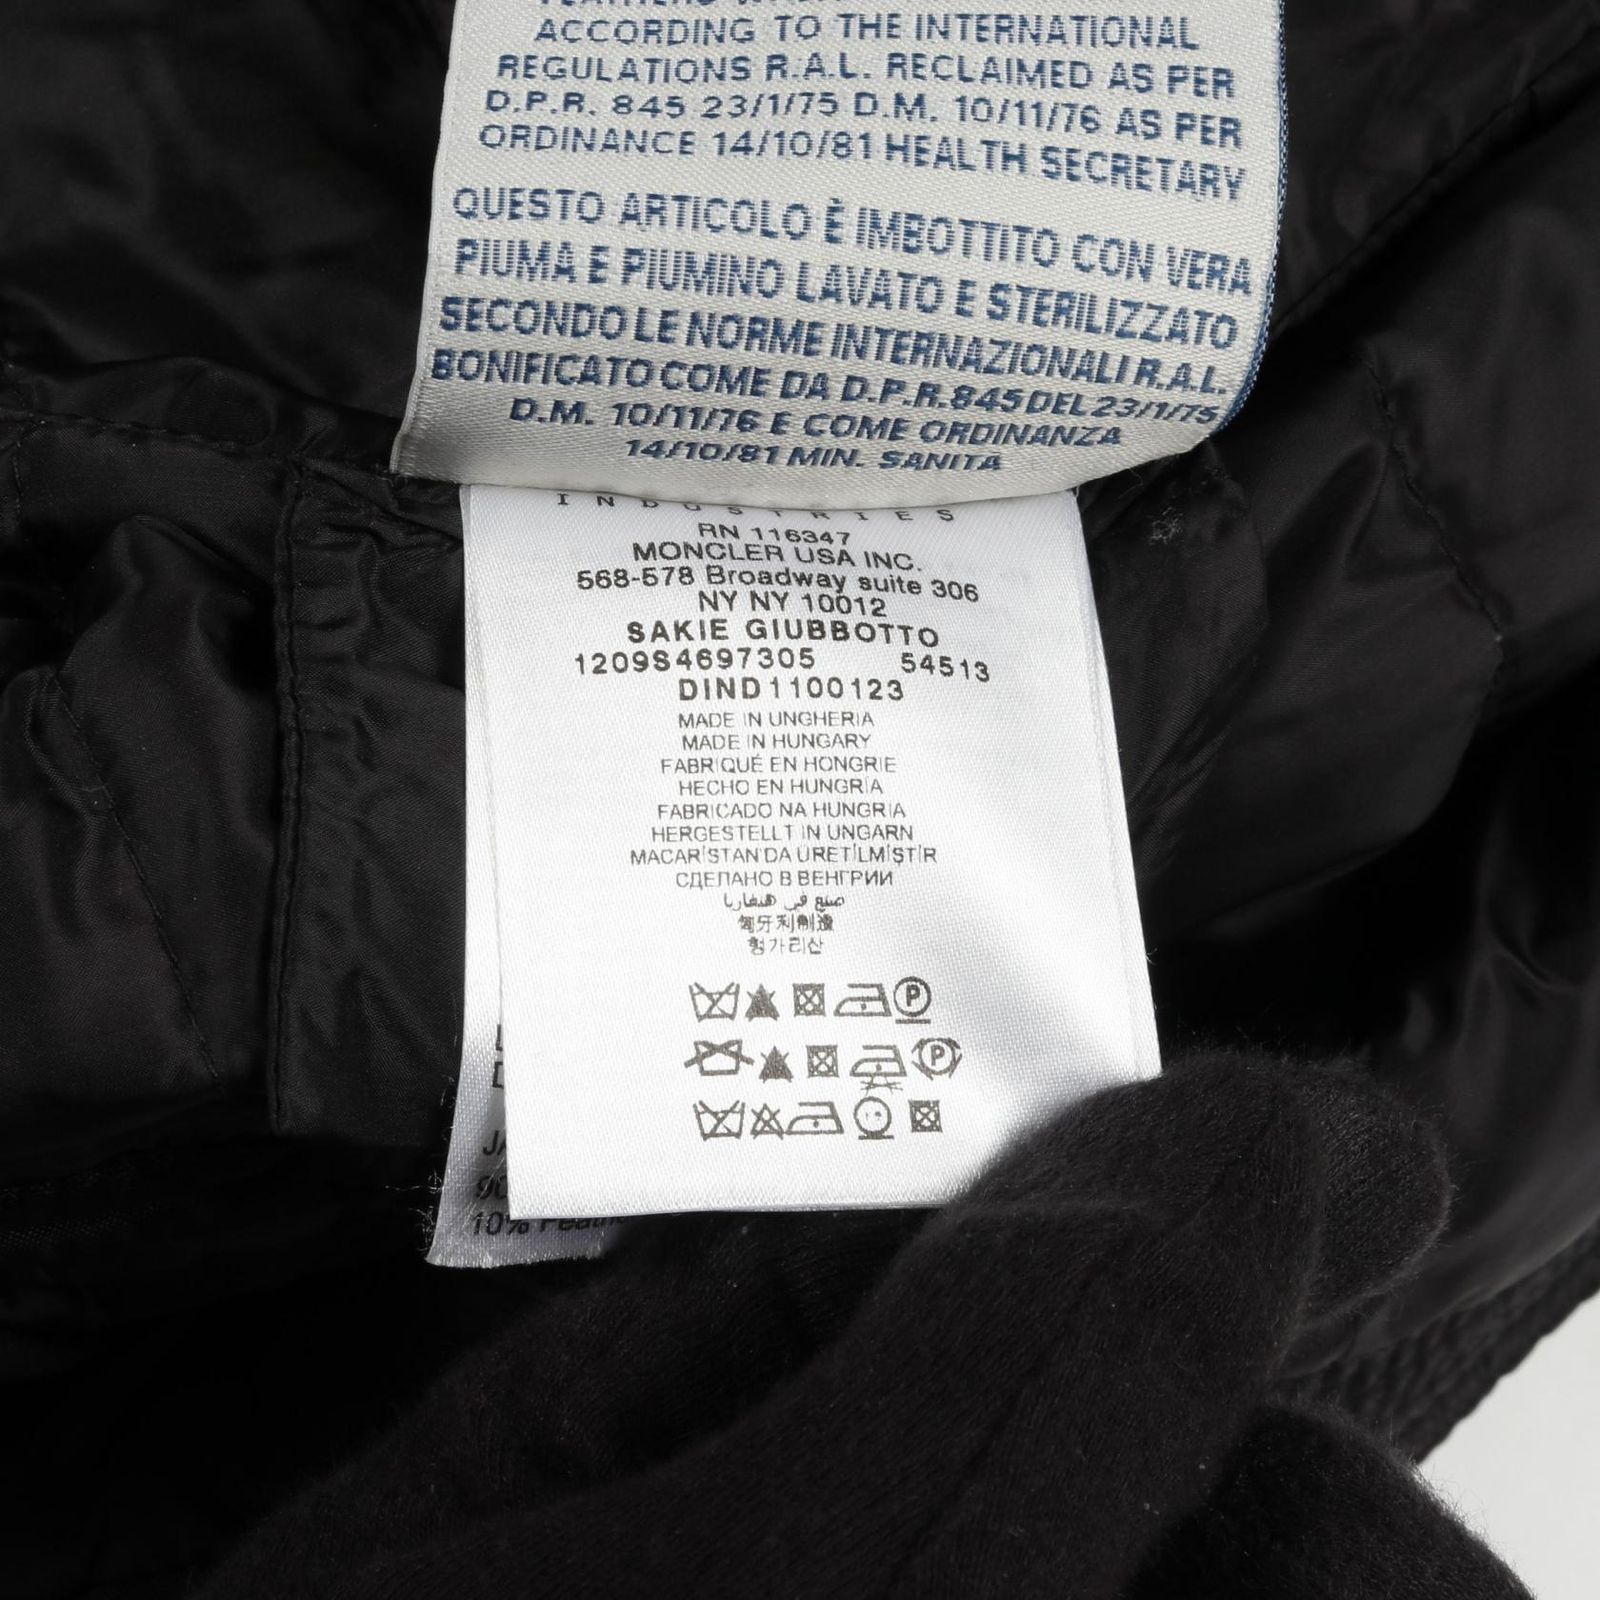 ACCORDING TO THE INTERNATIONAL
REGULATIONS R.A.L. RECLAIMED AS PER
D.P.R. 845 23/1/75 D.M. 10/11/76 AS PER
ORDINANCE 14/10/81 HEALTH SECRETARY
QUESTO ARTICOLO È IMBOTTITO CON VERA
PIUMA E PIUMINO LAVATO E STERILIZZATO
SECONDO LE NORME INTERNAZIONALI R.A.L.
BONIFICATO COME DA D.P.R. 845 DEL 23/1/75
D.M. 10/11/76 E COME ORDINANZA
14/10/81 MIN. SANITA
INDUSTRIES
RN 116347
MONCLER USA INC.
568-578 Broadway suite 306
NY NY 10012
SAKIE GIUBBOTTO
1209S4697305 54513
DIND1100123
MADE IN UNGHERIA
MADE IN HUNGARY
FABRIQUÉ EN HONGRIE
HECHO EN HUNGRIA
FABRICADO NA HUNGRIA
HERGESTELLT IN UNGARN
MACARİSTAN'DA ÜRETİLMİŞTİR
СДЕЛАНО В ВЕНГРИИ
صنع في هنغاريا
匈牙利制造
헝가리산
P
P
10%